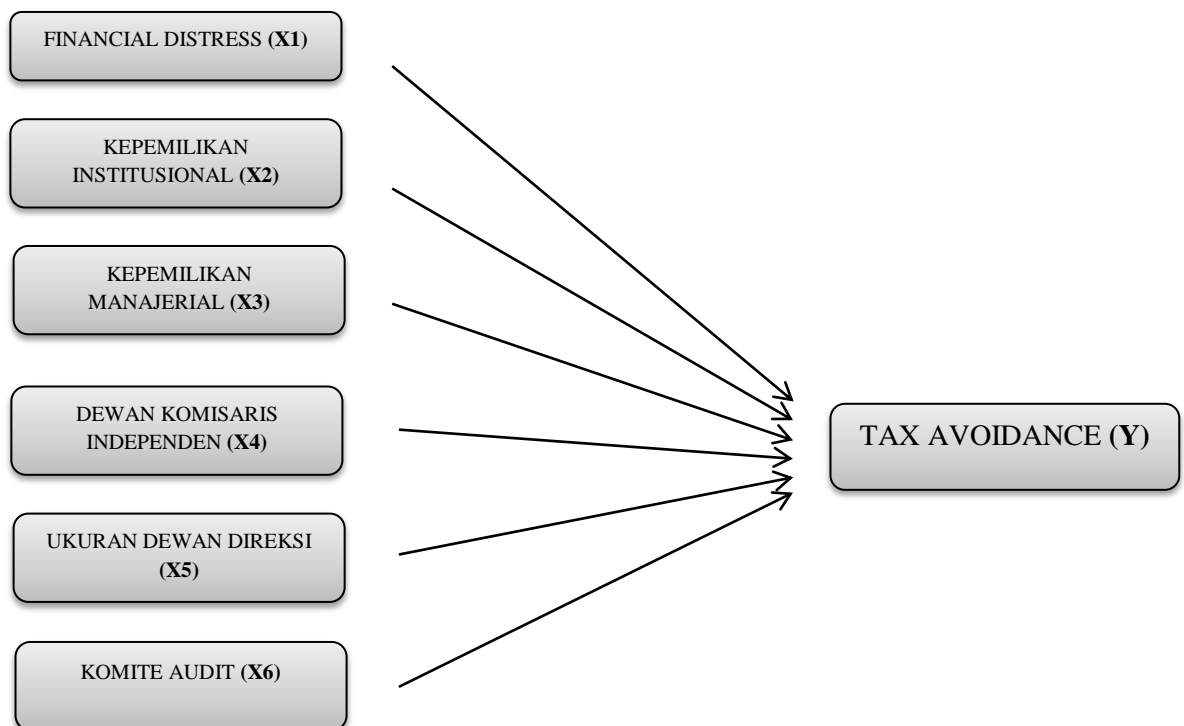 FINANCIAL DISTRESS (X1)
KEPEMILIKAN
INSTITUSIONAL (X2)
KEPEMILIKAN
MANAJERIAL (X3)
DEWAN KOMISARIS
INDEPENDEN (X4)
UKURAN DEWAN DIREKSI
(X5)
KOMITE AUDIT (X6)
TAX AVOIDANCE (Y)